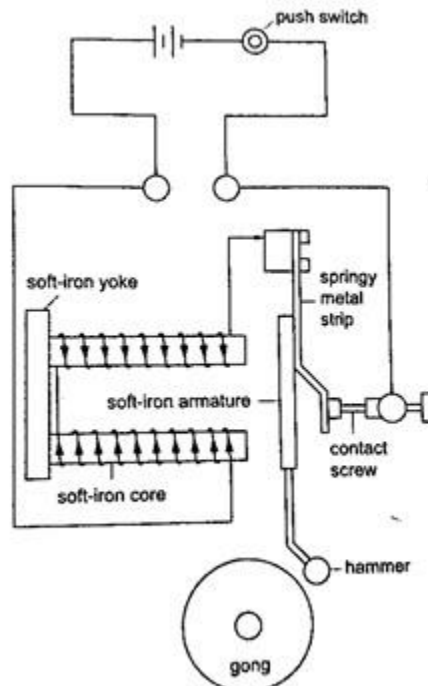 push switch
soft-iron yoke
springy
metal
strip
soft-iron armature
contact
screw
soft-iron core
hammer
gong